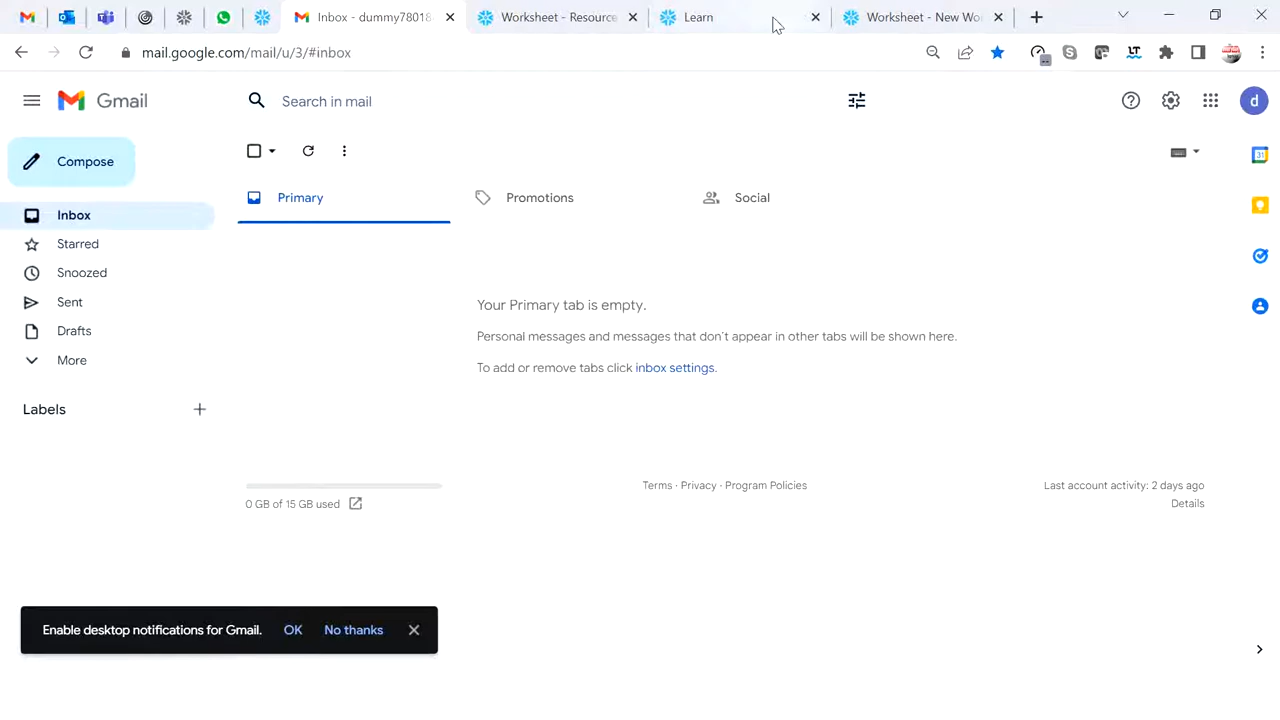 Inbox - dummy78018
Worksheet - Resource
Learn
Worksheet - New Wo
mail.google.com/mail/u/3/#inbox
LT
Gmail
Search in mail
d
Compose
31
Primary
Promotions
Social
Inbox
Starred
Snoozed
Sent
Drafts
More
Your Primary tab is empty.
Personal messages and messages that don't appear in other tabs will be shown here.
To add or remove tabs click inbox settings.
Labels
Terms · Privacy · Program Policies
Last account activity: 2 days ago
0 GB of 15 GB used
Details
Enable desktop notifications for Gmail. OK No thanks